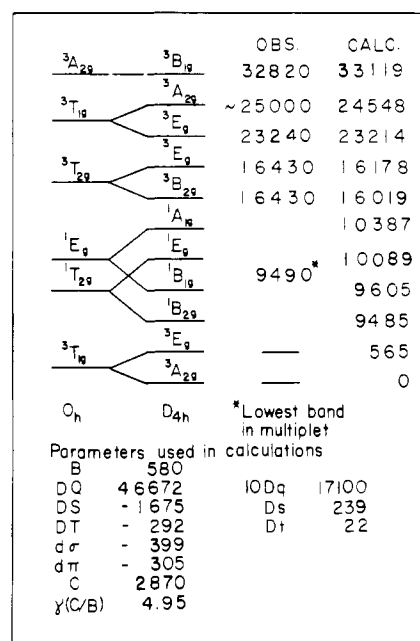 OBS. CALC.
³A₂g ³B₁g 32820 33119
³A₂g ~25000 24548
³T₁g
³Eg 23240 23214
³Eg 16430 16178
³T₂g
³B₂g 16430 16019
¹A₁g 10387
¹Eg ¹Eg 10089
9490*
¹T₂g ¹B₁g 9605
¹B₂g 9485
³Eg — 565
³T₁g
³A₂g — 0
Oh D₄h *Lowest band
in multiplet
Parameters used in calculations
B 580
DQ 46672 10Dq 17100
DS - 1675 Ds 239
DT - 292 Dt 22
dσ - 399
dπ - 305
C 2870
γ(C/B) 4.95